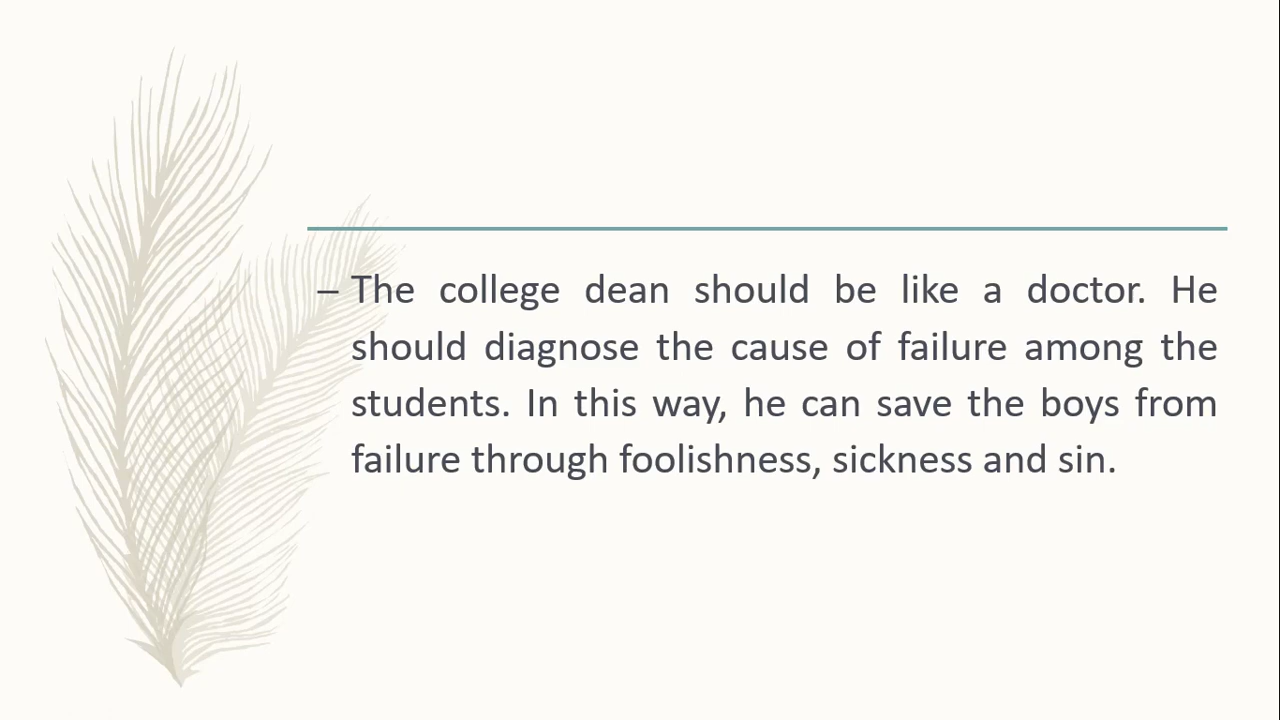 – The college dean should be like a doctor. He
should diagnose the cause of failure among the
students. In this way, he can save the boys from
failure through foolishness, sickness and sin.